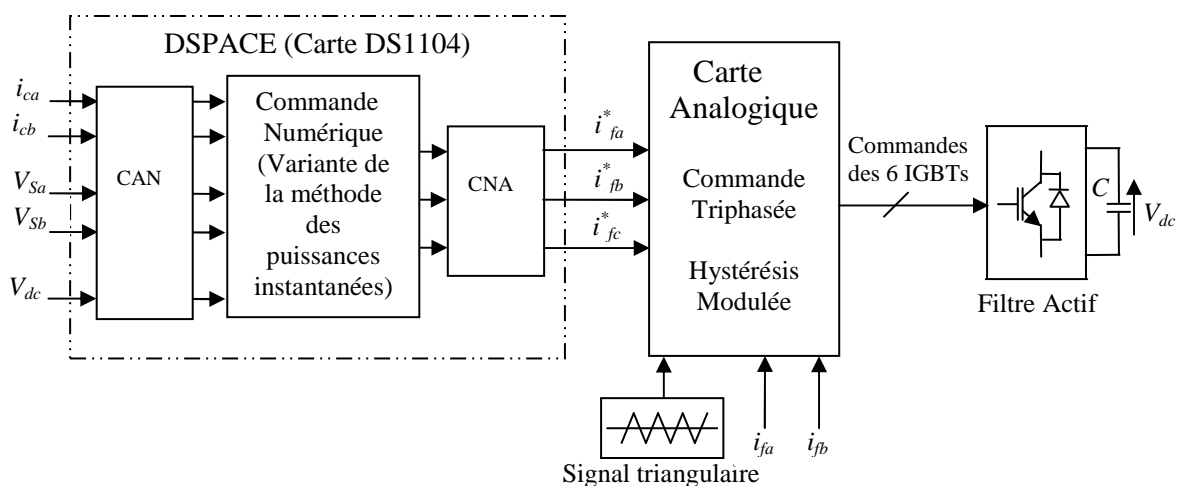 DSPACE (Carte DS1104)
i_ca
i_cb
V_Sa
V_Sb
V_dc
CAN
Commande
Numérique
(Variante de
la méthode
des
puissances
instantanées)
CNA
i*_fa
i*_fb
i*_fc
Carte
Analogique
Commande
Triphasée
Hystérésis
Modulée
Commandes
des 6 IGBTs
C
V_dc
Filtre Actif
i_fa
i_fb
Signal triangulaire